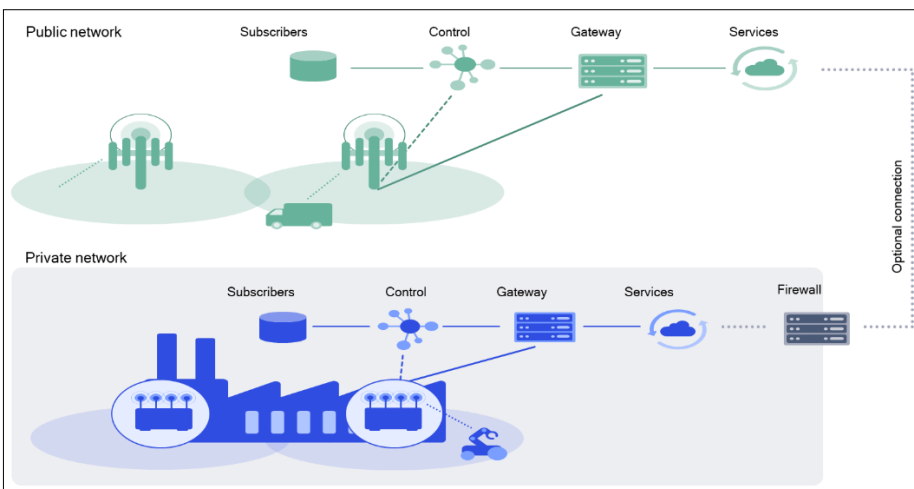 Public network
Subscribers
Control
Gateway
Services
Optional connection
Private network
Subscribers
Control
Gateway
Services
Firewall